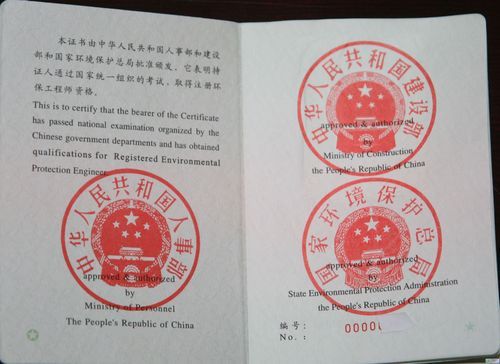 本证书由中华人民共和国人事部和建设
部和国家环境保护总局批准颁发，它表明持
证人通过国家统一组织的考试，取得注册环
保工程师资格。
This is to certify that the bearer of the Certificate
has passed national examination organized by the
Chinese government departments and has obtained
qualifications for Registered Environmental
Protection Engineer.
中华人民共和国人事部
approved & authorized
by
Ministry of Personnel
The People's Republic of China
中华人民共和国建设部
approved & authorized
by
Ministry of Construction
the People's Republic of China
国家环境保护总局
approved & authorized
by
State Environmental Protection Administration
the People's Republic of China
编号：
No.: 0000